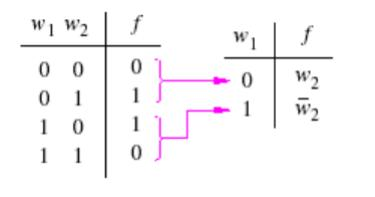 w₁ w₂ f
0 0 0
0 1 1
1 0 1
1 1 0
w₁ f
0 w₂
1 w̄₂